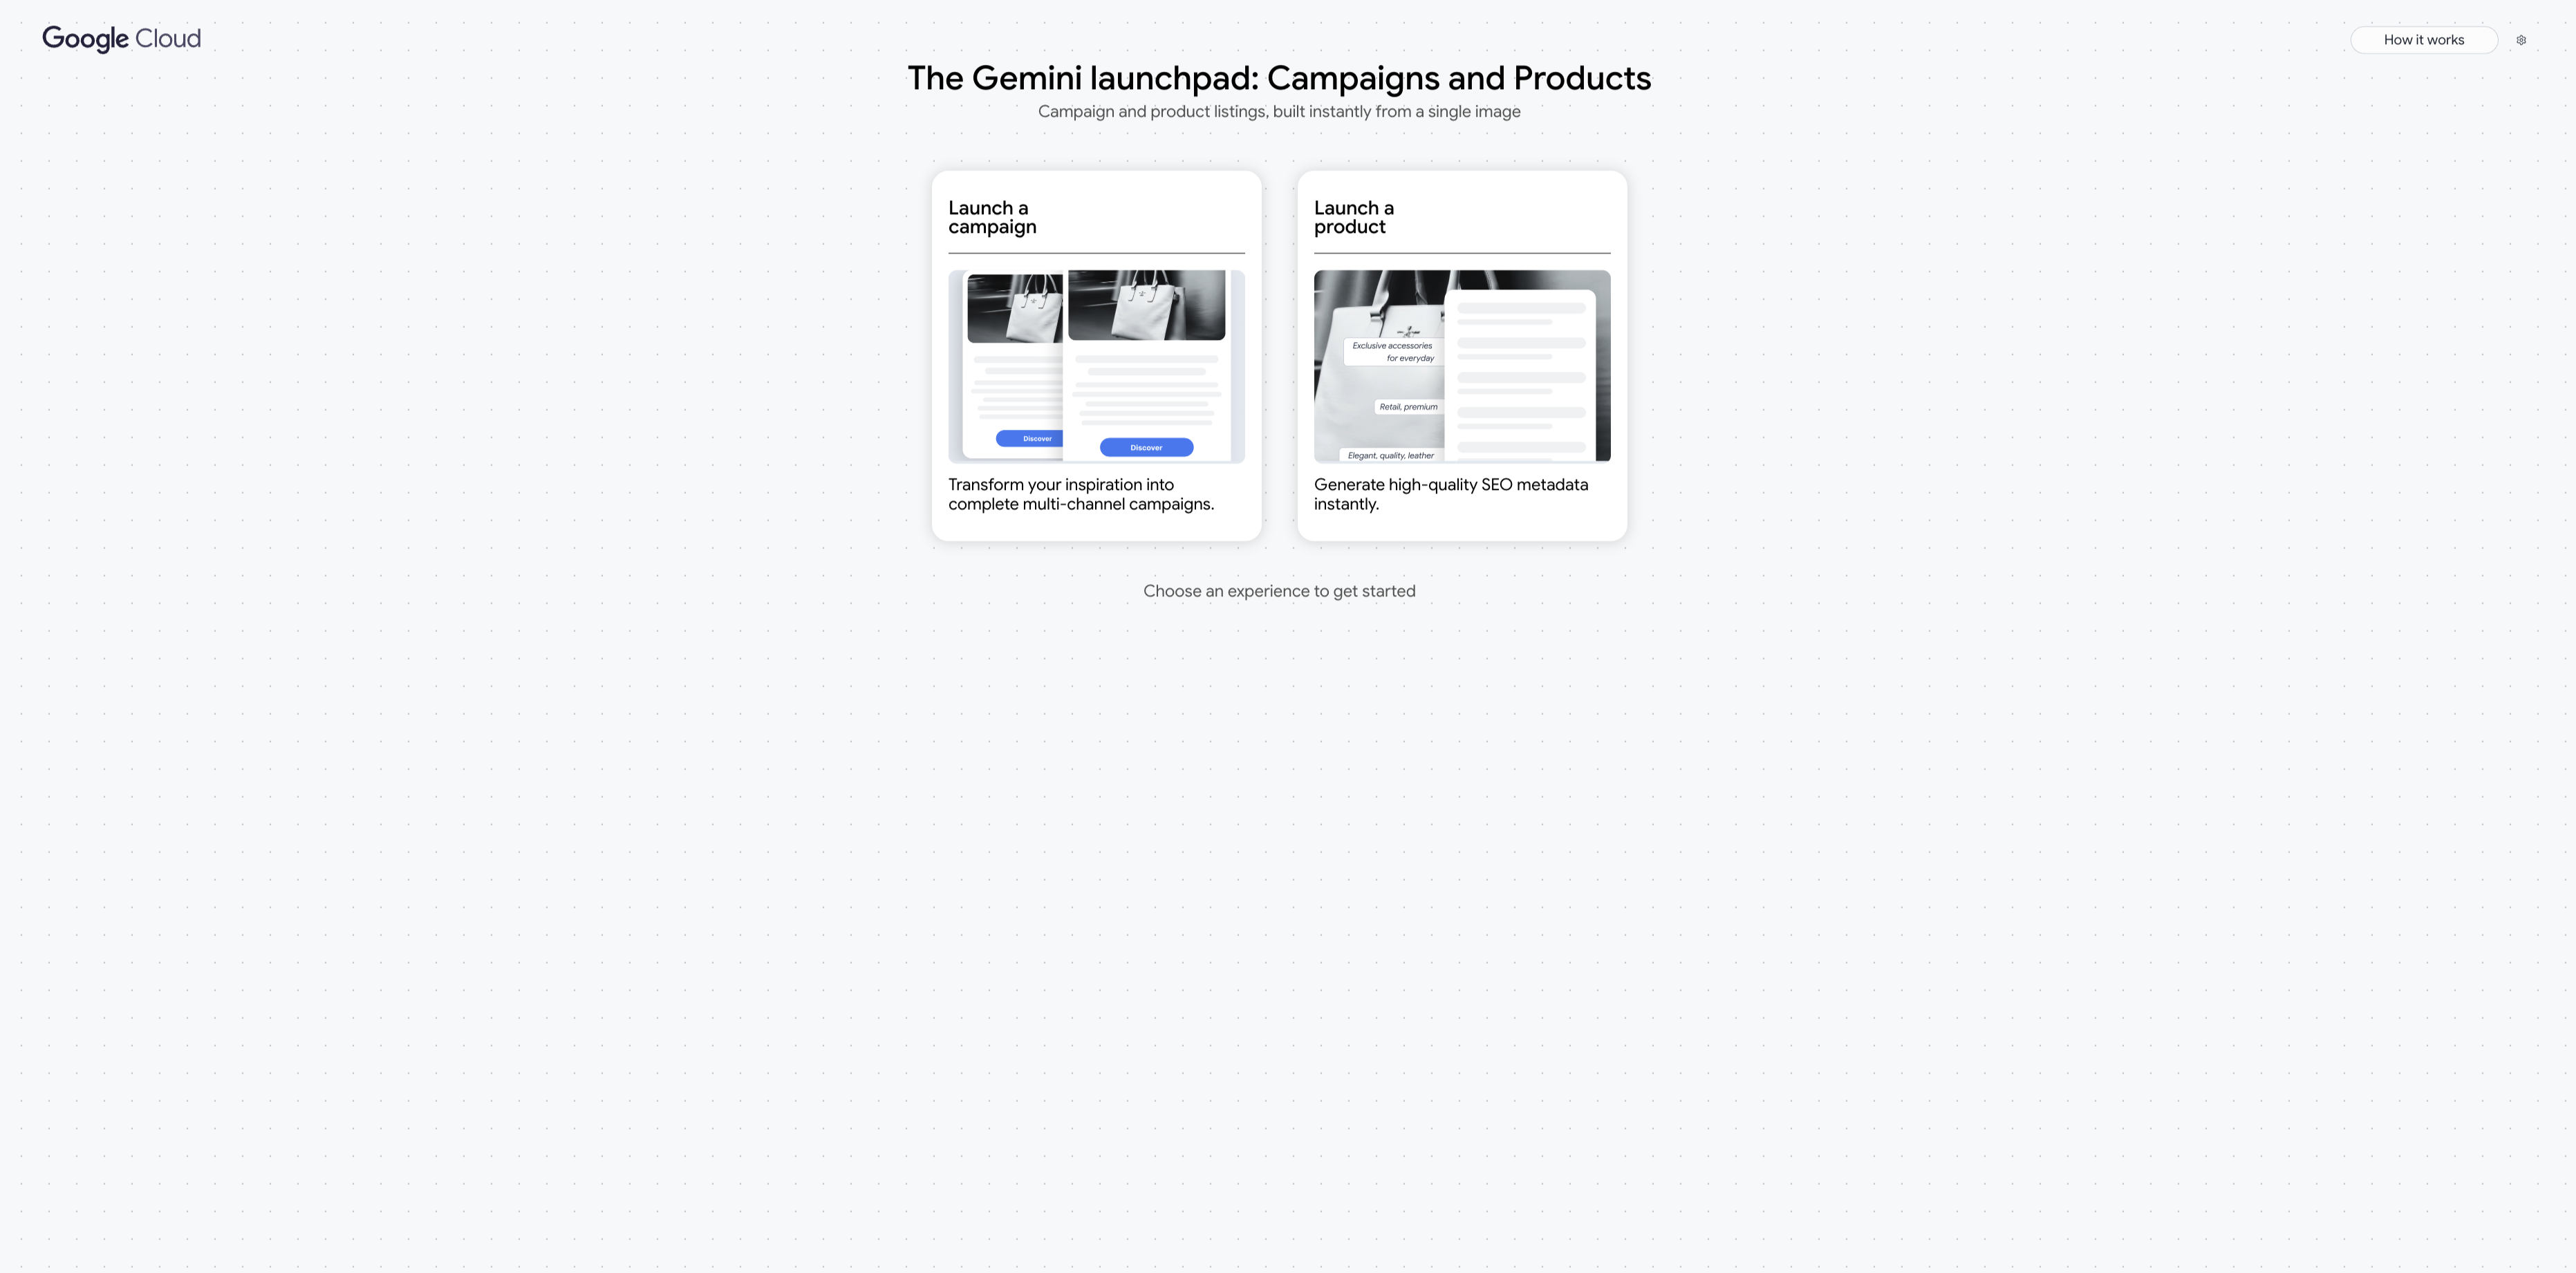 Google Cloud
How it works
The Gemini launchpad: Campaigns and Products
Campaign and product listings, built instantly from a single image
Launch a
campaign
Discover
Discover
Transform your inspiration into
complete multi-channel campaigns.
Launch a
product
Exclusive accessories
for everyday
Retail, premium
Elegant, quality, leather
Generate high-quality SEO metadata
instantly.
Choose an experience to get started